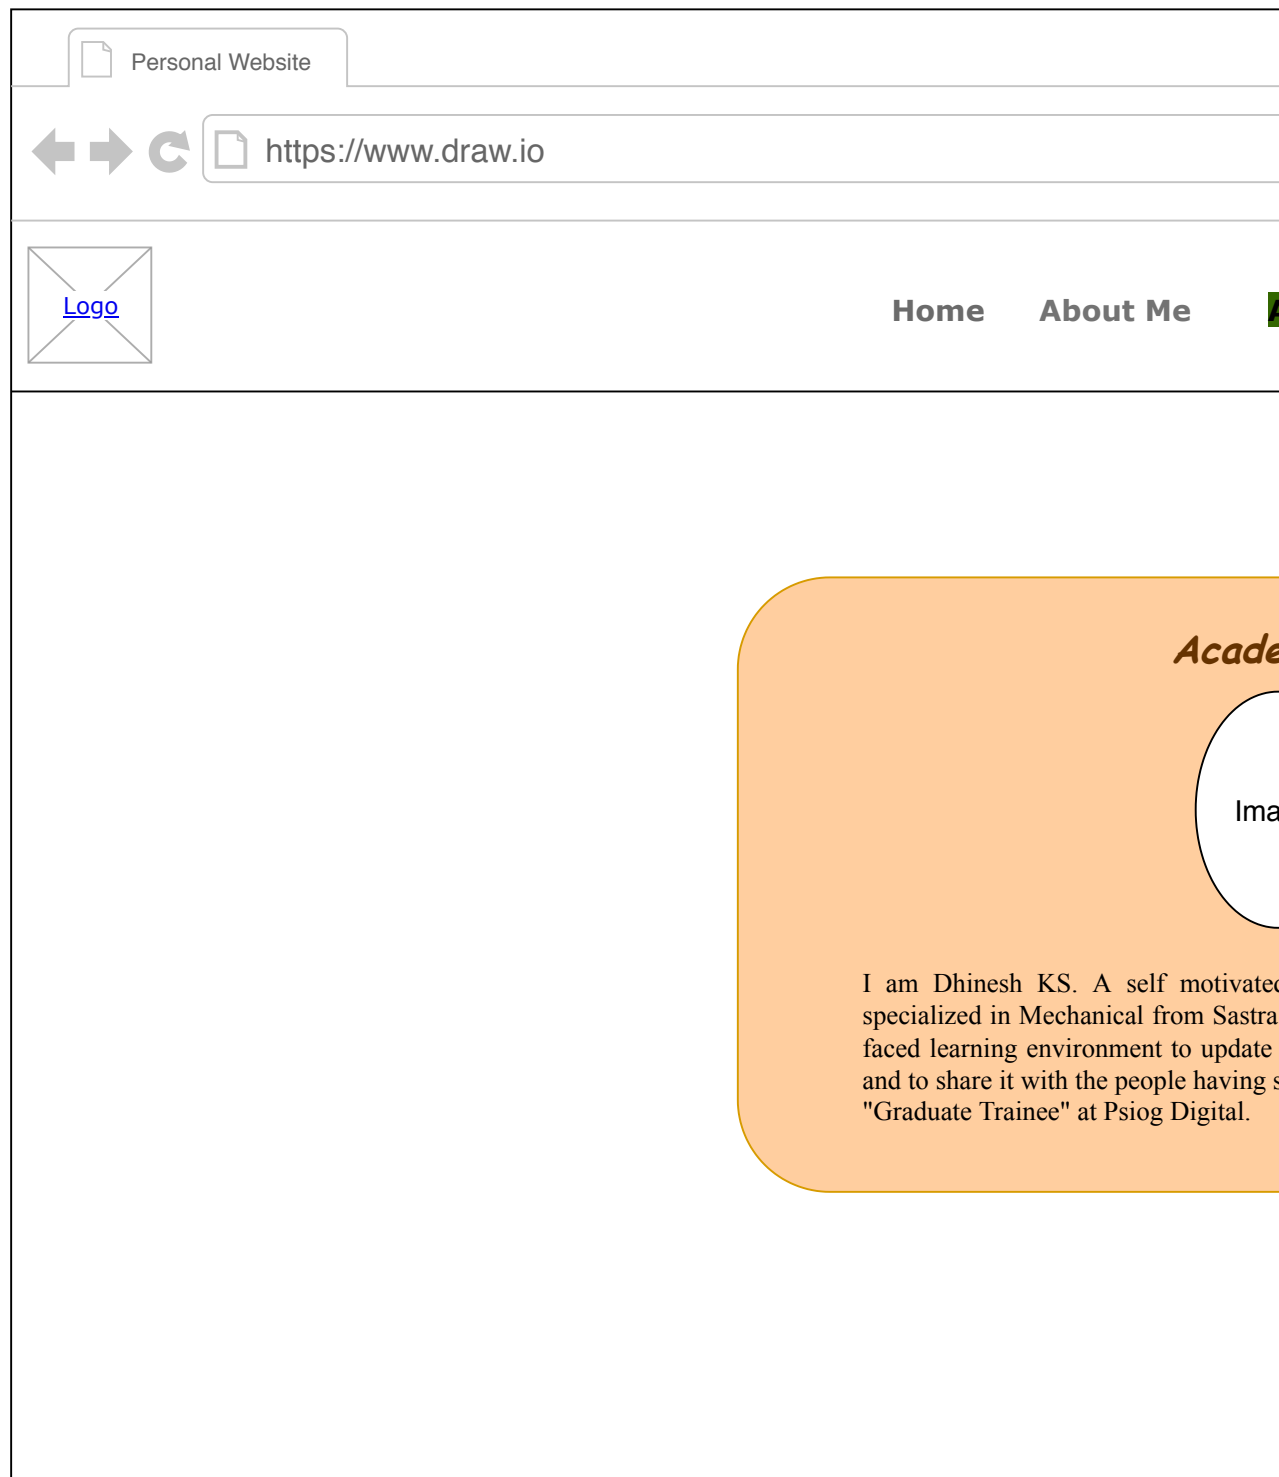 Personal Website
https://www.draw.io
Logo
Home About Me
I am Dhinesh KS. A self
specialized in Mechanical from Sastra
faced learning environment to update
and to share it with the people having
"Graduate Trainee" at Psiog Digital.